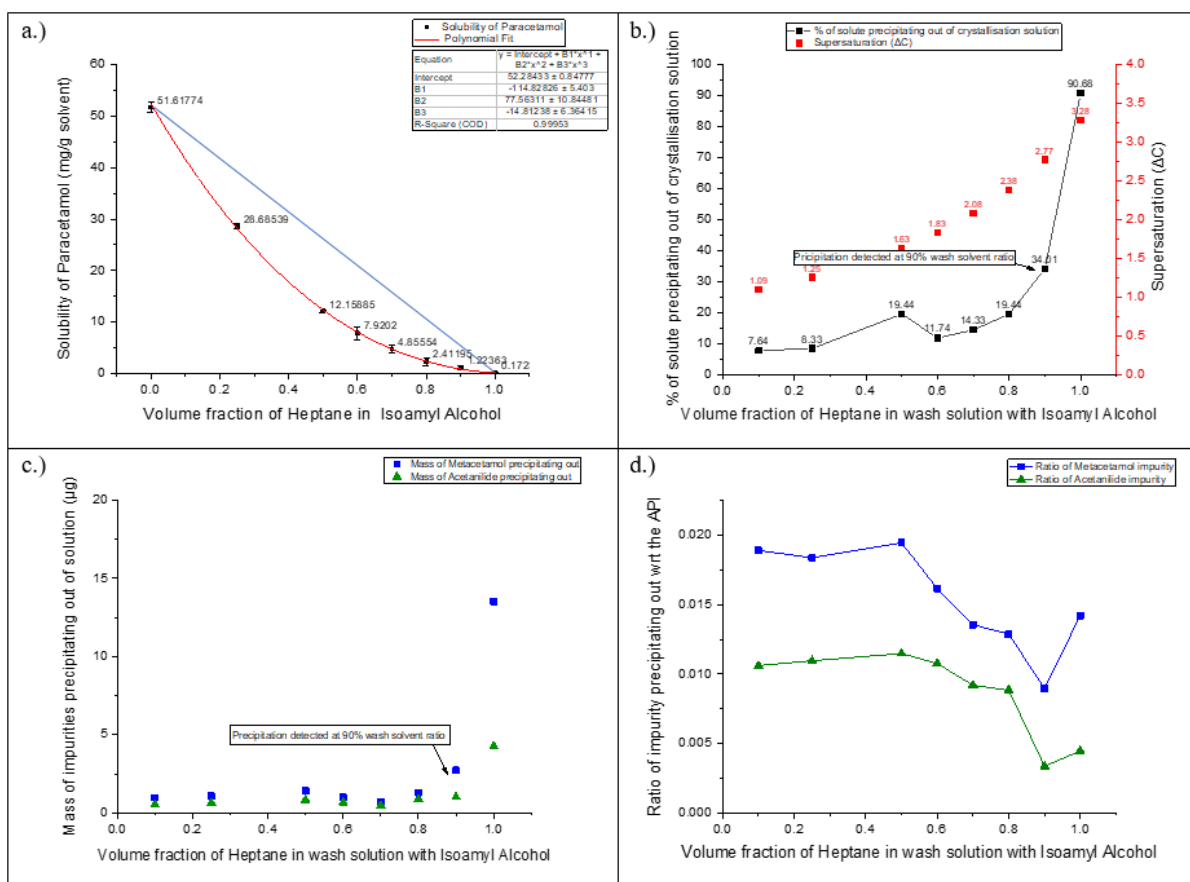 a.)
Solubility of Paracetamol
Polynomial Fit
Equation y = Intercept + B1*x^1 +
B2*x^2 + B3*x^3
Intercept 52.28433 ± 0.84777
B1 -114.82826 ± 5.403
B2 77.56311 ± 10.84481
B3 -14.81238 ± 6.36415
R-Square (COD) 0.99953
Solubility of Paracetamol (mg/g solvent)
60
50
40
30
20
10
0
51.61774
28.68539
12.15885
7.9202
4.85554
2.41195
1.22363
0.172
0.0 0.2 0.4 0.6 0.8 1.0
Volume fraction of Heptane in Isoamyl Alcohol
b.)
% of solute precipitating out of crystallisation solution
Supersaturation (ΔC)
% of solute precipitating out of crystallisation solution
100
90
80
70
60
50
40
30
20
10
0
7.64
8.33
19.44
11.74
14.33
19.44
34.01
90.68
1.09
1.25
1.63
1.83
2.08
2.38
2.77
3.28
Pricipitation detected at 90% wash solvent ratio
4.0
3.5
3.0
2.5
2.0
1.5
1.0
0.5
0.0
Supersaturation (ΔC)
0.0 0.2 0.4 0.6 0.8 1.0
Volume fraction of Heptane in wash solution with Isoamyl Alcohol
c.)
Mass of Metacetamol precipitating out
Mass of Acetanilide precipitating out
Mass of impurities precipitating out of solution (µg)
20
15
10
5
0
Precipitation detected at 90% wash solvent ratio
0.0 0.2 0.4 0.6 0.8 1.0
Volume fraction of Heptane in wash solution with Isoamyl Alcohol
d.)
Ratio of Metacetamol impurity
Ratio of Acetanilide impurity
Ratio of impurity precipitating out wrt the API
0.020
0.015
0.010
0.005
0.000
0.0 0.2 0.4 0.6 0.8 1.0
Volume fraction of Heptane in wash solution with Isoamyl Alcohol